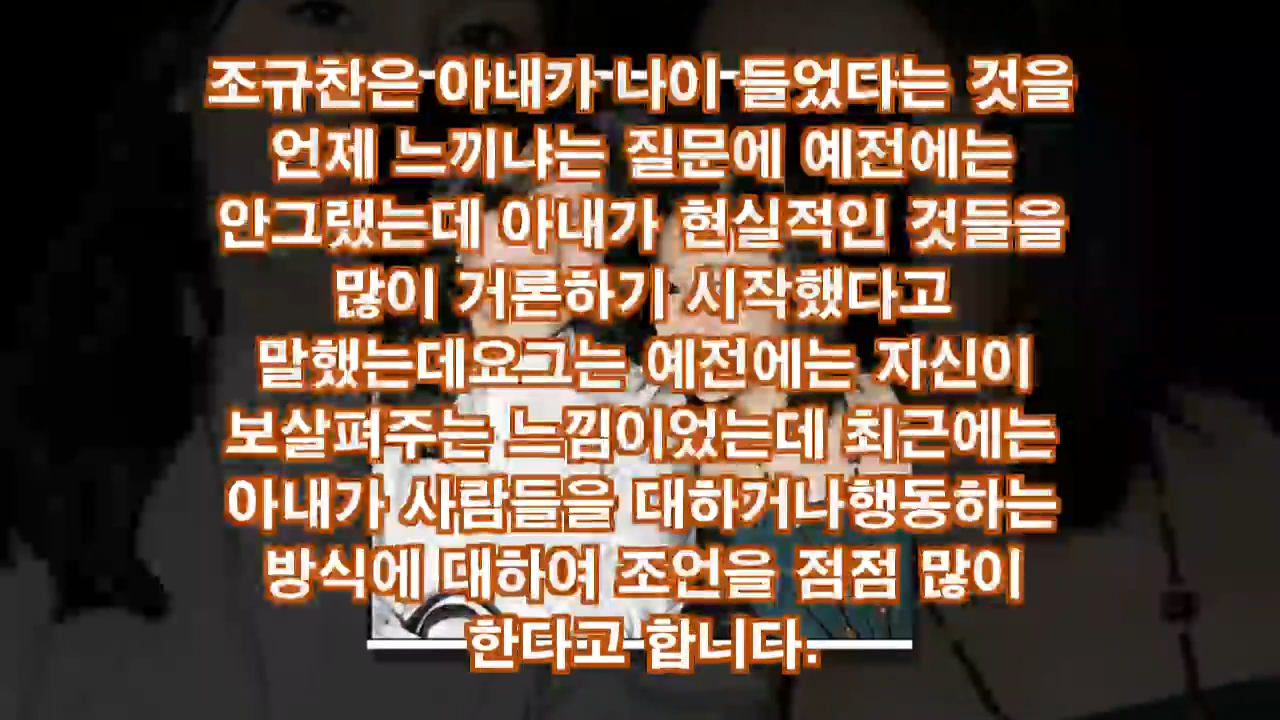 조규찬은 아내가 나이 들었다는 것을
언제 느끼냐는 질문에 예전에는
안그랬는데 아내가 현실적인 것들을
많이 거론하기 시작했다고
말했는데요그는 예전에는 자신이
보살펴주는 느낌이었는데 최근에는
아내가 사람들을 대하거나행동하는
방식에 대하여 조언을 점점 많이
한다고 합니다.